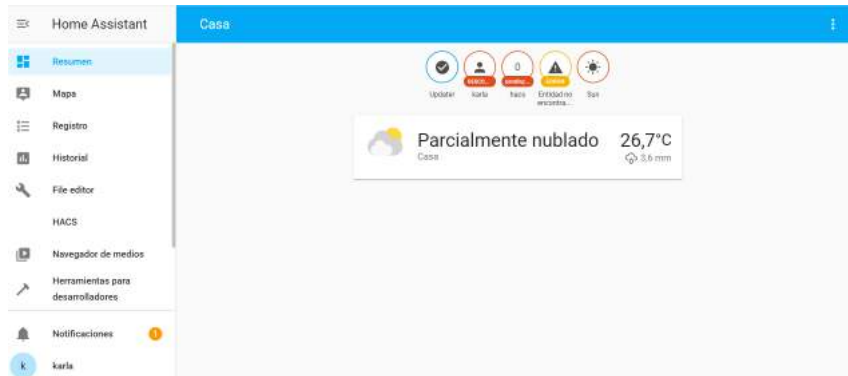 Home Assistant
Casa
Resumen
Mapa
Registro
Historial
File editor
HACS
Navegador de medios
Herramientas para
desarrolladores
Notificaciones
1
k
karla
0
Updater
karla
hacs
Entidad no
encontra...
Sun
Parcialmente nublado
26,7°C
Casa
3,6 mm